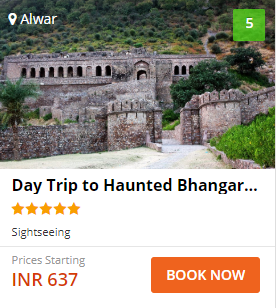 Alwar
5
Day Trip to Haunted Bhangar...
Sightseeing
Prices Starting
INR 637
BOOK NOW